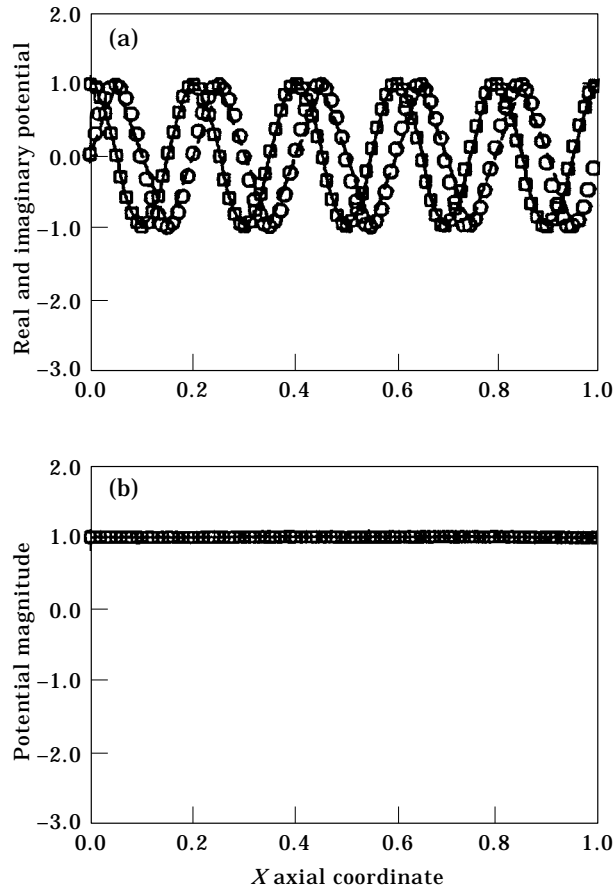 2.0
(a)
1.0
0.0
−1.0
−2.0
−3.0
Real and imaginary potential
0.0 0.2 0.4 0.6 0.8 1.0
2.0
(b)
1.0
0.0
−1.0
−2.0
−3.0
Potential magnitude
0.0 0.2 0.4 0.6 0.8 1.0
X axial coordinate